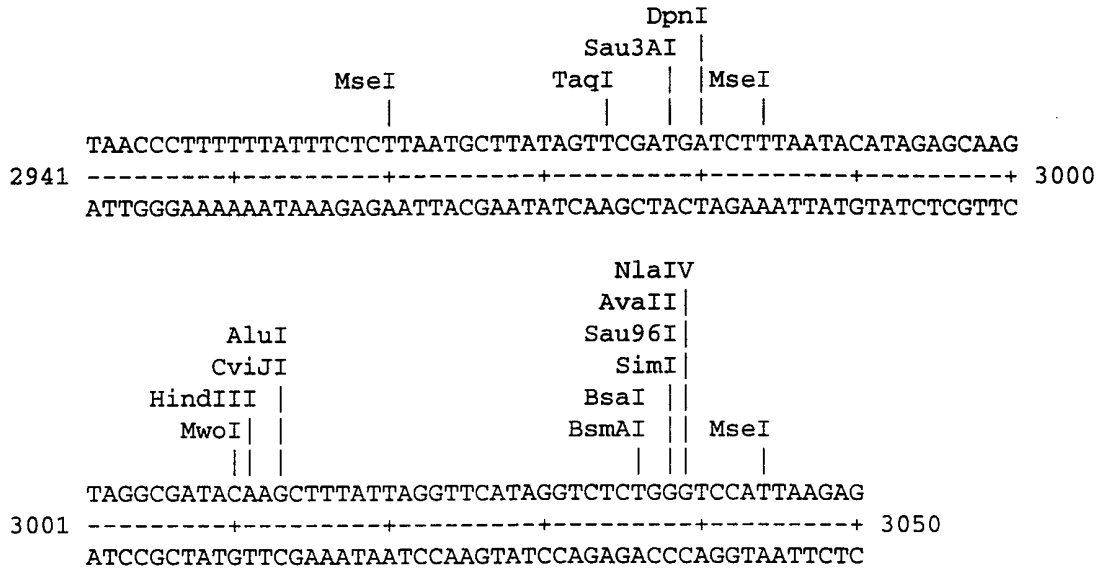 DpnI
Sau3AI |
MseI TaqI | |MseI
| | | | |
TAACCCTTTTTTATTTCTCTTAATGCTTATAGTTCGATGATCTTTAATACATAGAGCAAG
2941 ---------+---------+---------+---------+---------+---------+ 3000
ATTGGGAAAAAATAAAGAGAATTACGAATATCAAGCTACTAGAAATTATGTATCTCGTTC
NlaIV
AvaII|
AluI Sau96I|
CviJI SimI|
HindIII | BsaI ||
MwoI| | BsmAI || MseI
|| | | || |
TAGGCGATACAAGCTTTATTAGGTTCATAGGTCTCTGGGTCCATTAAGAG
3001 ---------+---------+---------+---------+---------+ 3050
ATCCGCTATGTTCGAAATAATCCAAGTATCCAGAGACCCAGGTAATTCTC